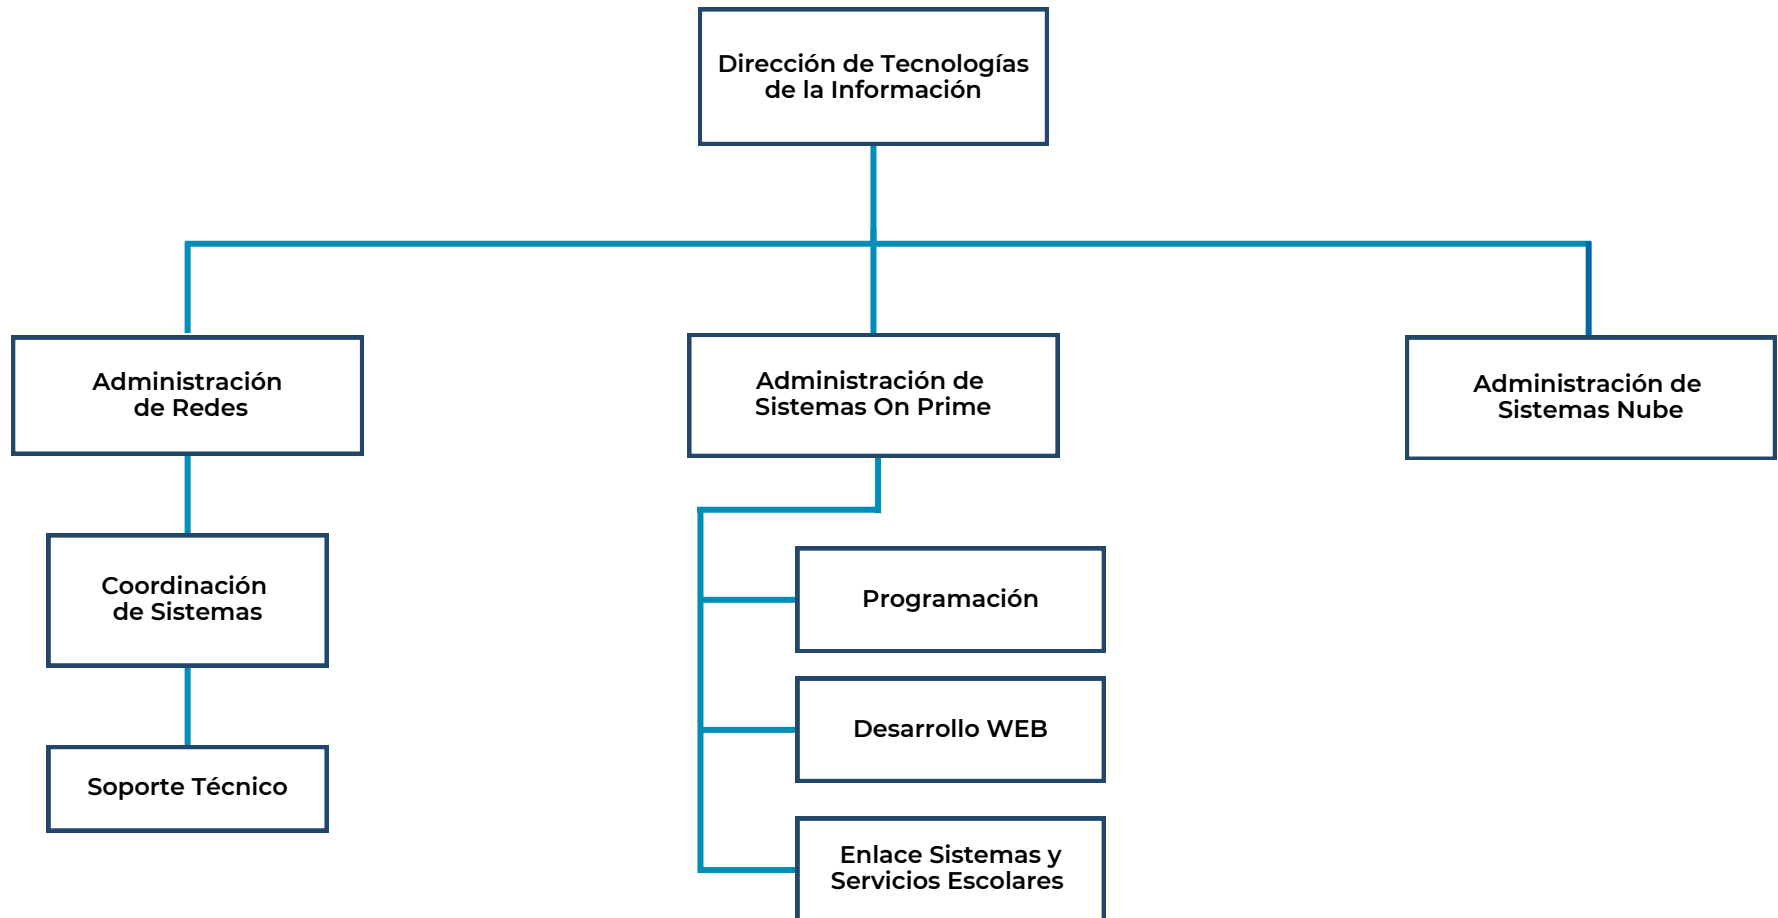 Dirección de Tecnologías
de la Información
Administración
de Redes
Administración de
Sistemas On Prime
Administración de
Sistemas Nube
Coordinación
de Sistemas
Soporte Técnico
Programación
Desarrollo WEB
Enlace Sistemas y
Servicios Escolares